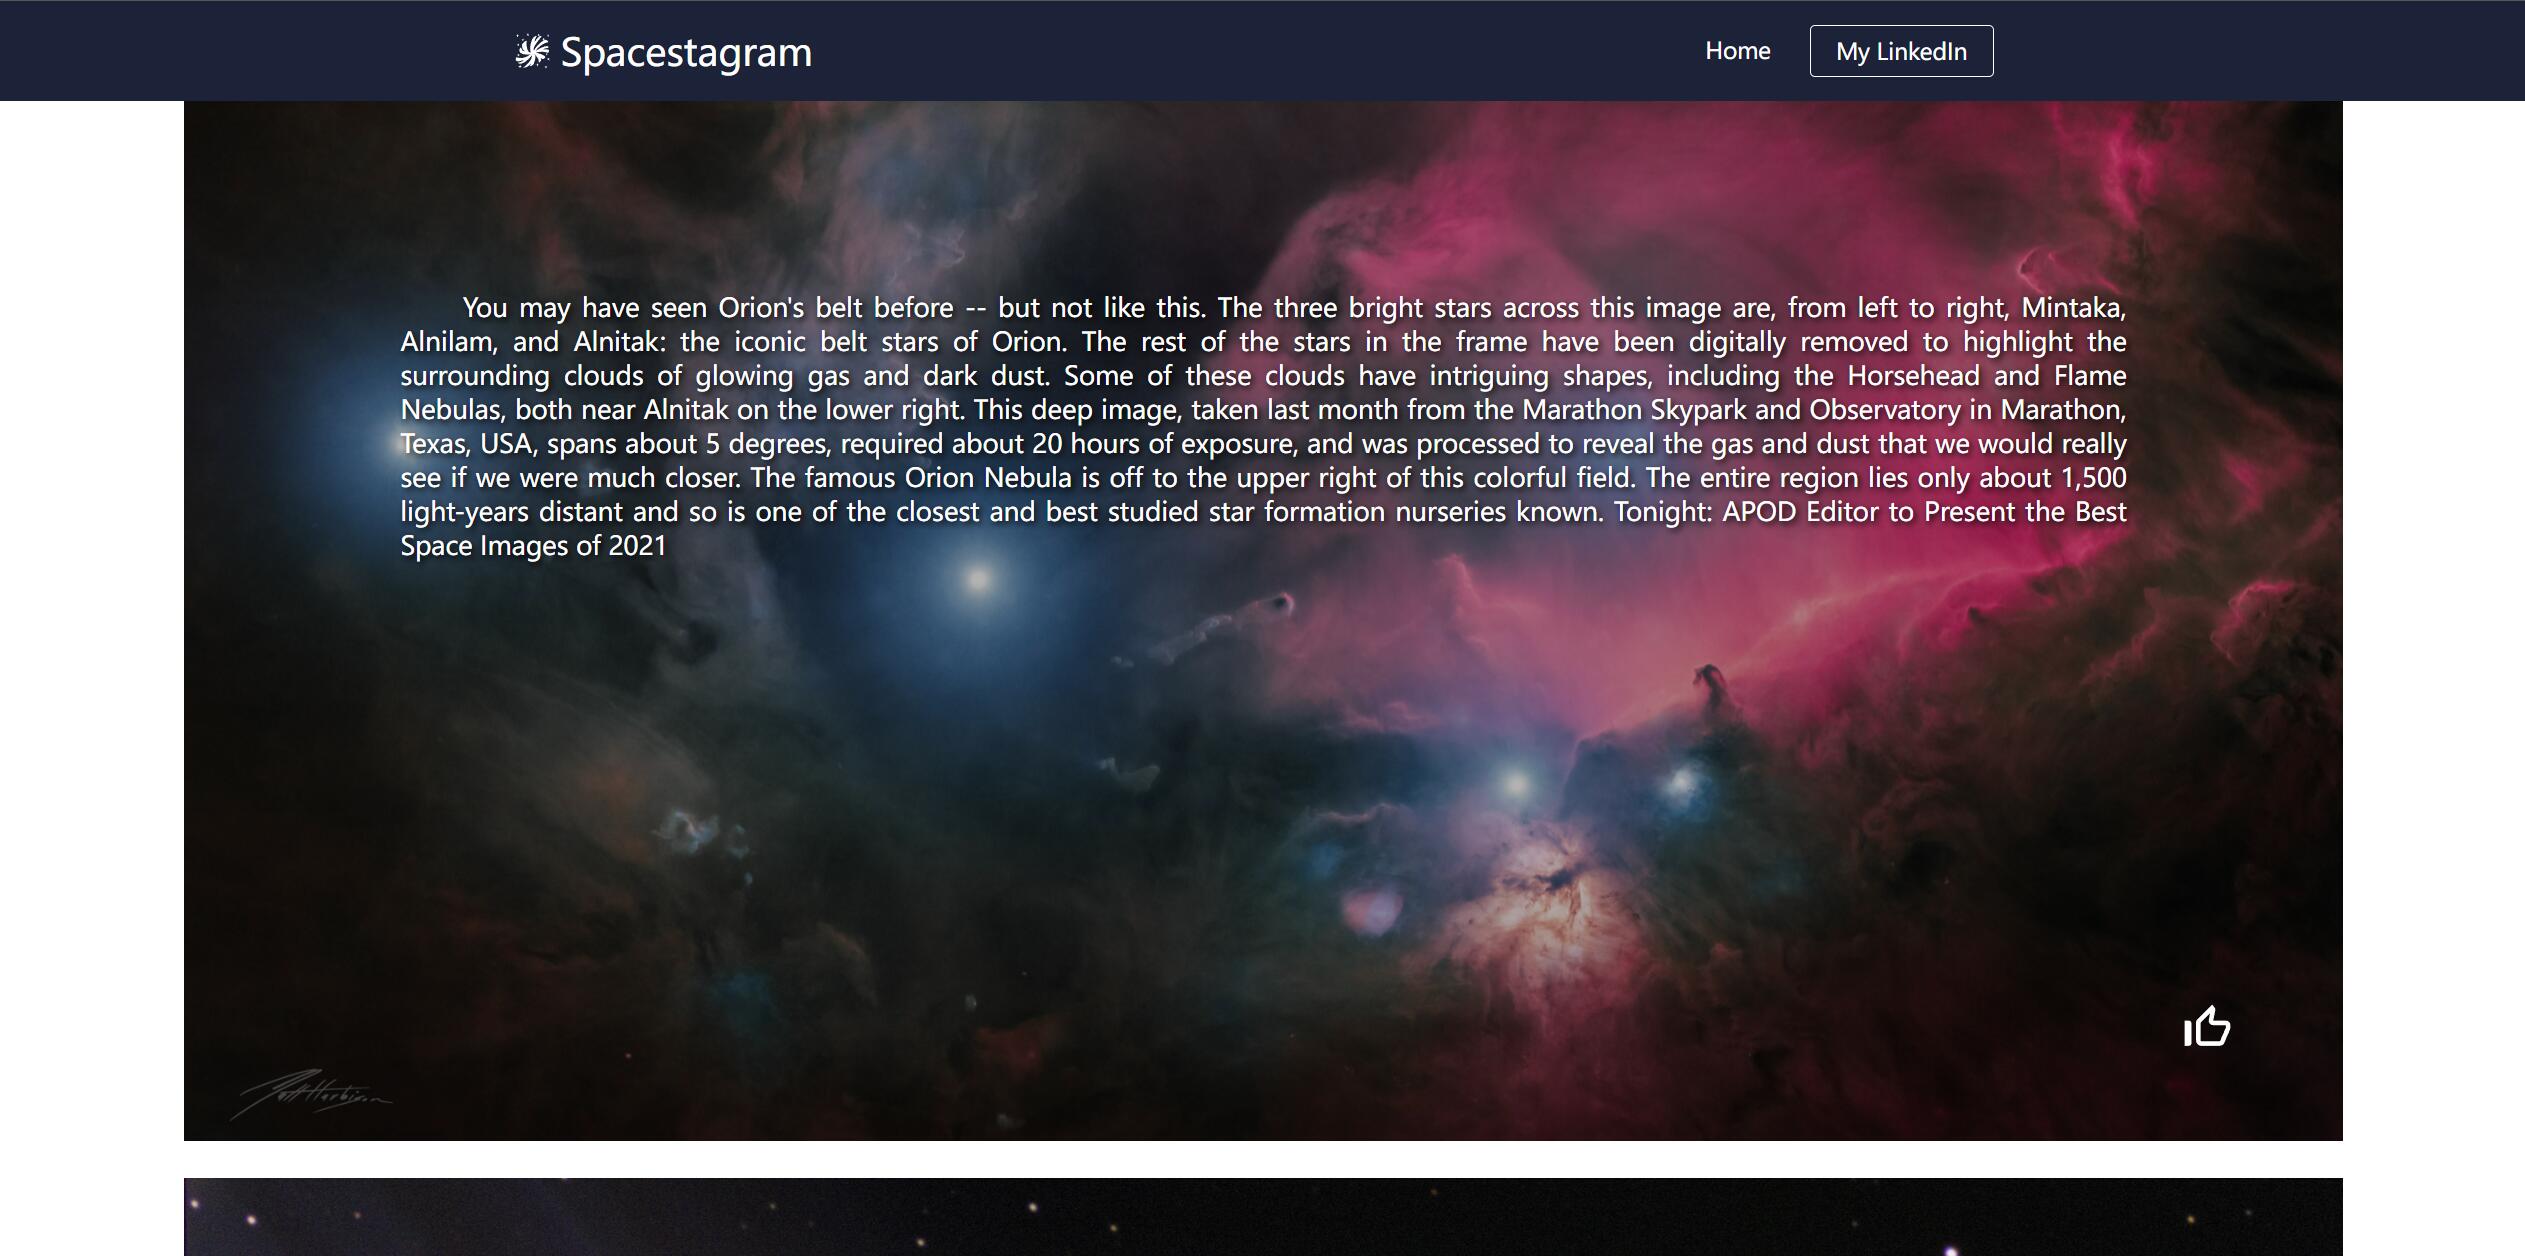 Spacestagram
Home
My LinkedIn
You may have seen Orion's belt before -- but not like this. The three bright stars across this image are, from left to right, Mintaka,
Alnilam, and Alnitak: the iconic belt stars of Orion. The rest of the stars in the frame have been digitally removed to highlight the
surrounding clouds of glowing gas and dark dust. Some of these clouds have intriguing shapes, including the Horsehead and Flame
Nebulas, both near Alnitak on the lower right. This deep image, taken last month from the Marathon Skypark and Observatory in Marathon,
Texas, USA, spans about 5 degrees, required about 20 hours of exposure, and was processed to reveal the gas and dust that we would really
see if we were much closer. The famous Orion Nebula is off to the upper right of this colorful field. The entire region lies only about 1,500
light-years distant and so is one of the closest and best studied star formation nurseries known. Tonight: APOD Editor to Present the Best
Space Images of 2021